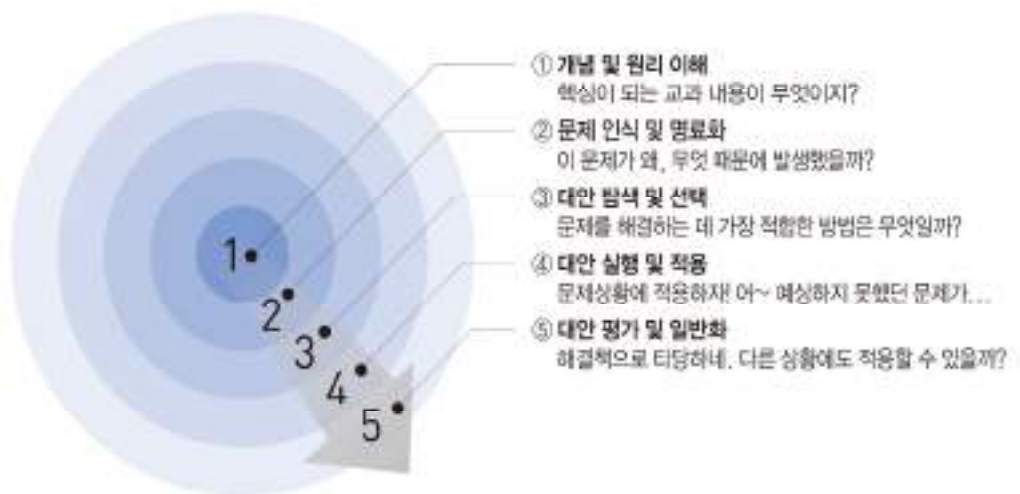 ① 개념 및 원리 이해
핵심이 되는 교과 내용이 무엇이지?
② 문제 인식 및 명료화
이 문제가 왜, 무엇 때문에 발생했을까?
③ 대안 탐색 및 선택
문제를 해결하는 데 가장 적합한 방법은 무엇일까?
④ 대안 실행 및 적용
문제상황에 적용하자! 어~ 예상하지 못했던 문제가...
⑤ 대안 평가 및 일반화
해결책으로 타당하네. 다른 상황에도 적용할 수 있을까?
1
2
3
4
5